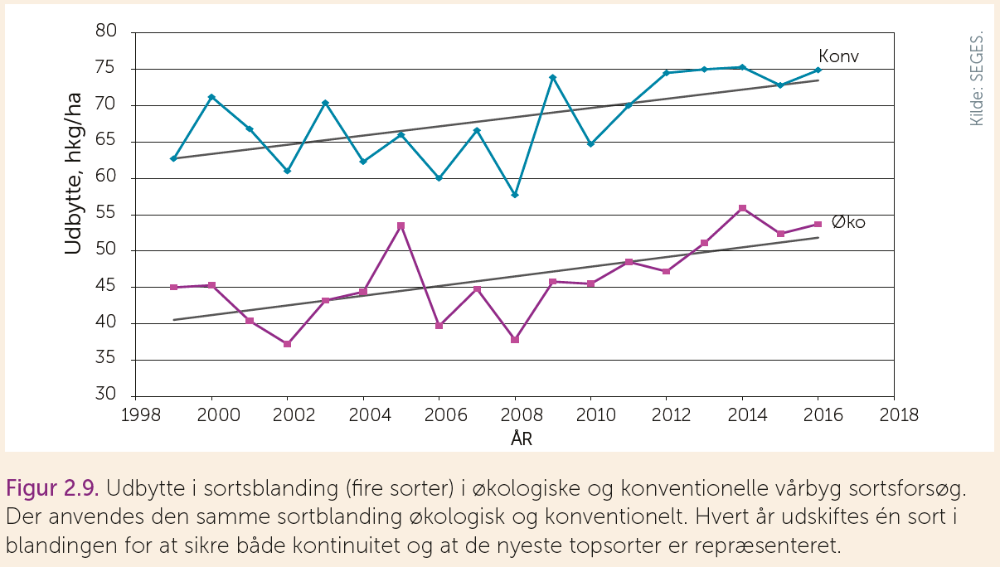 80
75
70
65
60
55
50
45
40
35
30
Udbytte, hkg/ha
Konv
Øko
Kilde: SEGES.
1998 2000 2002 2004 2006 2008 2010 2012 2014 2016 2018
ÅR
Figur 2.9. Udbytte i sortsblanding (fire sorter) i økologiske og konventionelle vårbyg sortsforsøg.
Der anvendes den samme sortblanding økologisk og konventionelt. Hvert år udskiftes én sort i
blandingen for at sikre både kontinuitet og at de nyeste topsorter er repræsenteret.